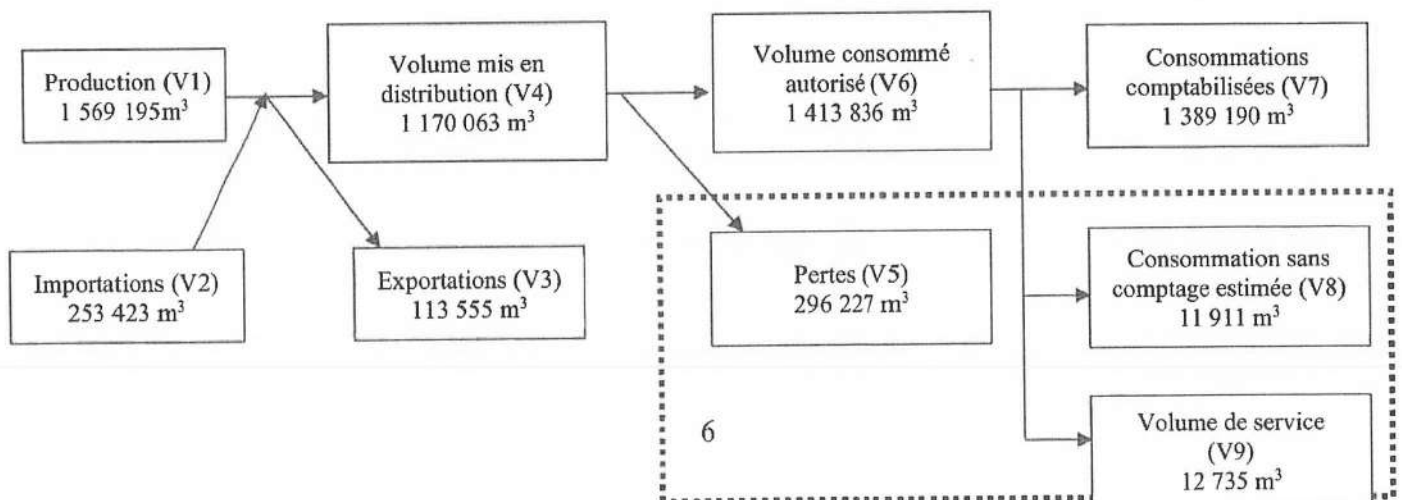 Production (V1)
1 569 195m³
Volume mis en
distribution (V4)
1 170 063 m³
Volume consommé
autorisé (V6)
1 413 836 m³
Consommations
comptabilisées (V7)
1 389 190 m³
Importations (V2)
253 423 m³
Exportations (V3)
113 555 m³
Pertes (V5)
296 227 m³
Consommation sans
comptage estimée (V8)
11 911 m³
6
Volume de service
(V9)
12 735 m³